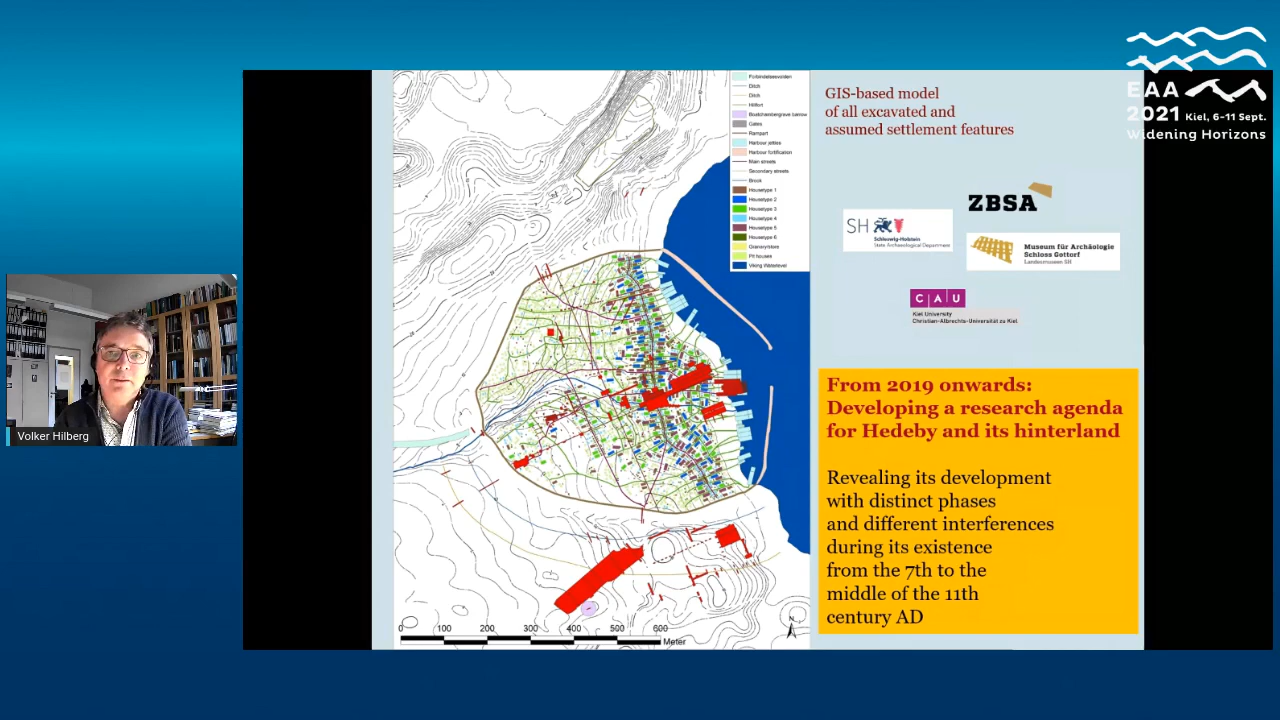 EAA
2021 Kiel, 6-11 Sept.
Widening Horizons
GIS-based model
of all excavated and
assumed settlement features
ZBSA
SH
Schleswig-Holstein
State Archaeological Department
Museum für Archäologie
Schloss Gottorf
Landesmuseen SH
CAU
Kiel University
Christian-Albrechts-Universität zu Kiel
From 2019 onwards:
Developing a research agenda
for Hedeby and its hinterland
Revealing its development
with distinct phases
and different interferences
during its existence
from the 7th to the
middle of the 11th
century AD
Ditch
Ditch
Hillfort
Gates
Rampart
Harbour jetties
Harbour fortification
Main streets
Secondary streets
Brook
Housetype 1
Housetype 2
Housetype 3
Housetype 4
Housetype 5
Housetype 6
Pit houses
Viking Waterlevel
0 100 200 300 400 500 600
Meter
N
Volker Hilberg